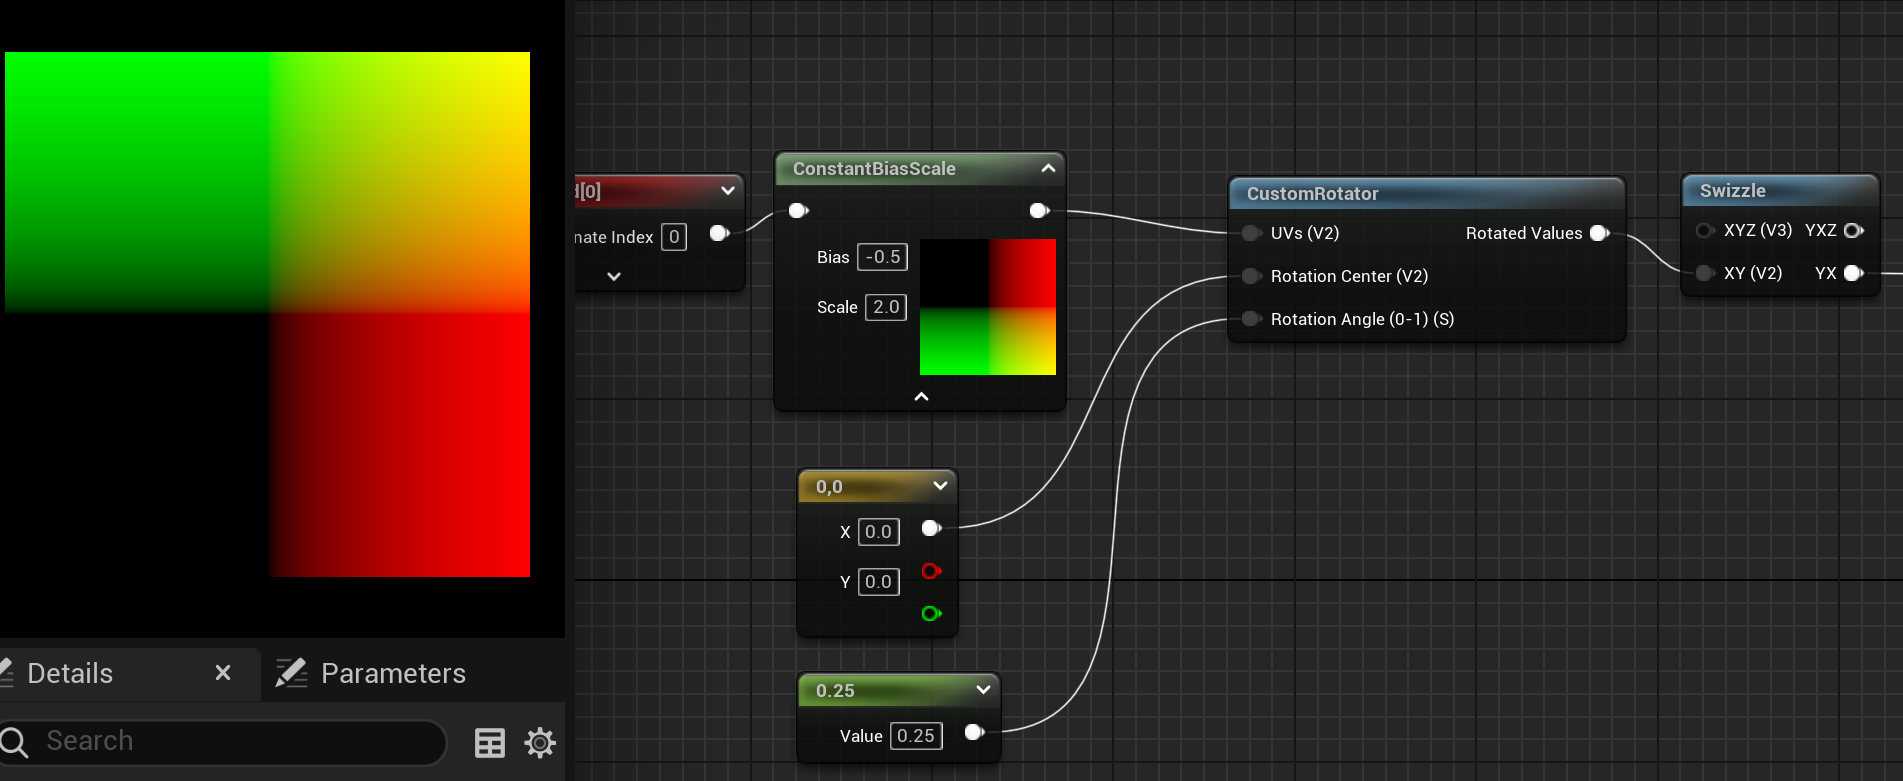 d[0]
nate Index 0
ConstantBiasScale
Bias -0.5
Scale 2.0
CustomRotator
UVs (V2) Rotated Values
Rotation Center (V2)
Rotation Angle (0-1) (S)
Swizzle
XYZ (V3) YXZ
XY (V2) YX
0,0
X 0.0
Y 0.0
0.25
Value 0.25
Details
Parameters
Search